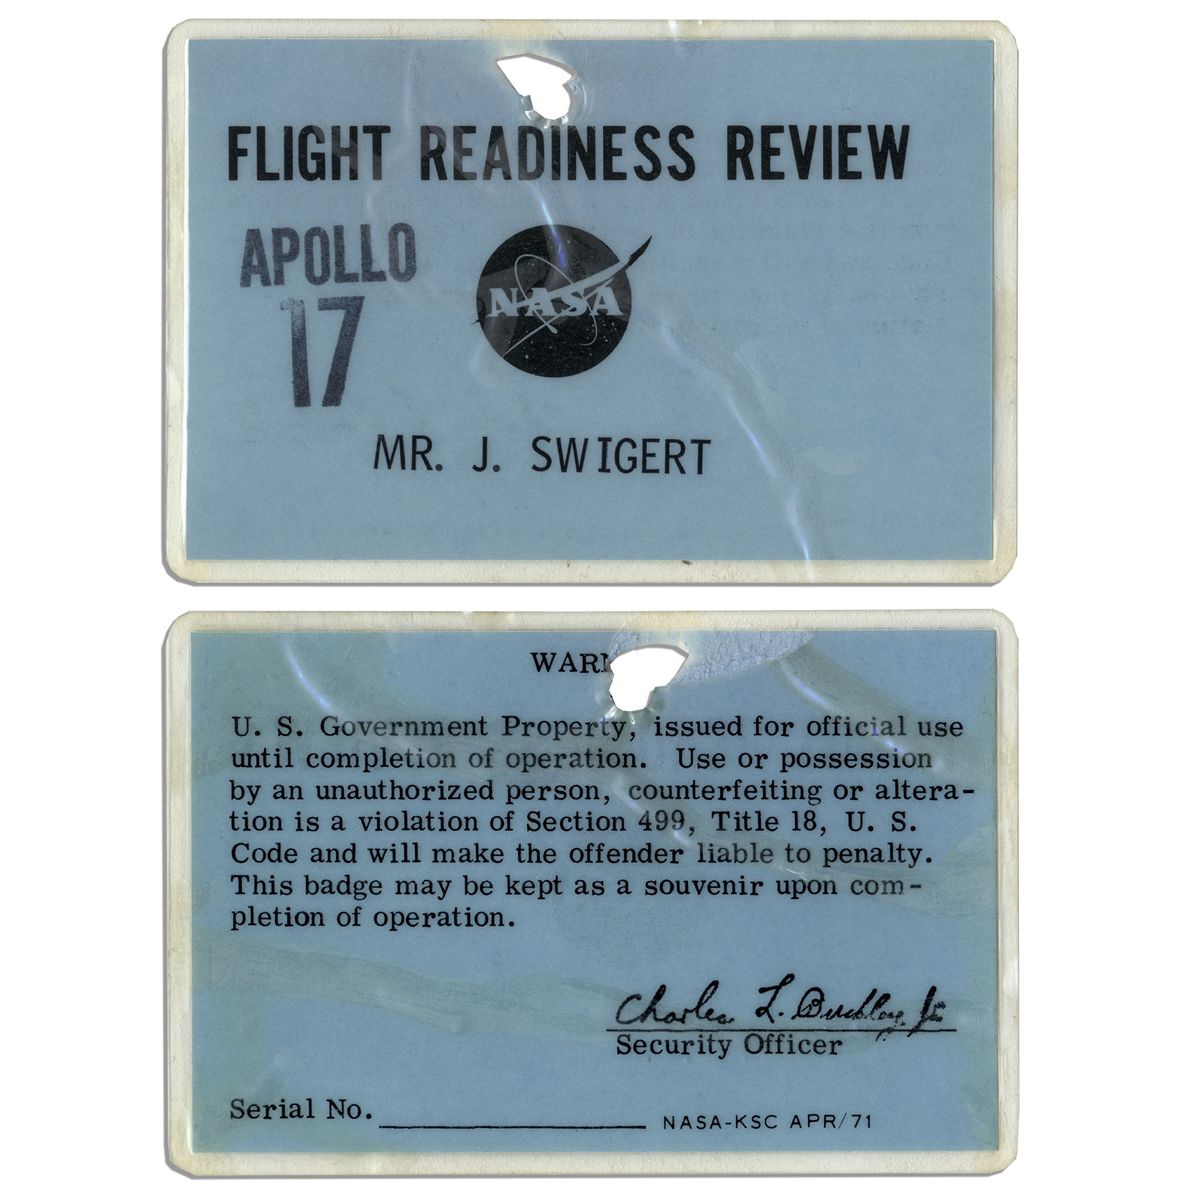 FLIGHT READINESS REVIEW
APOLLO
17
NASA
MR. J. SWIGERT
U. S. Government Property, issued for official use
until completion of operation. Use or possession
by an unauthorized person, counterfeiting or altera-
tion is a violation of Section 499, Title 18, U. S.
Code and will make the offender liable to penalty.
This badge may be kept as a souvenir upon com-
pletion of operation.
Charles L. Buckley, Jr.
Security Officer
Serial No.
NASA-KSC APR/71